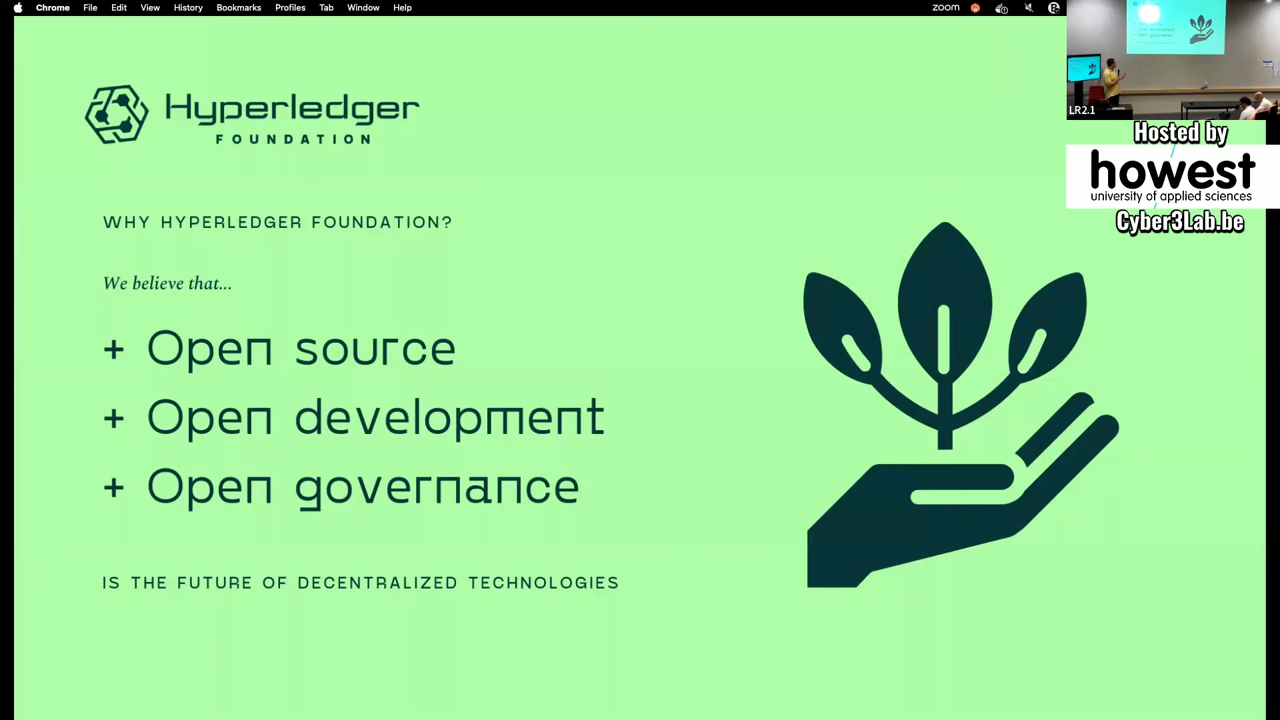 Chrome File Edit View History Bookmarks Profiles Tab Window Help zoom
Hyperledger
FOUNDATION
WHY HYPERLEDGER FOUNDATION?
We believe that...
+ Open source
+ Open development
+ Open governance
IS THE FUTURE OF DECENTRALIZED TECHNOLOGIES
LR2.1
Hosted by
howest
university of applied sciences
Cyber3Lab.be